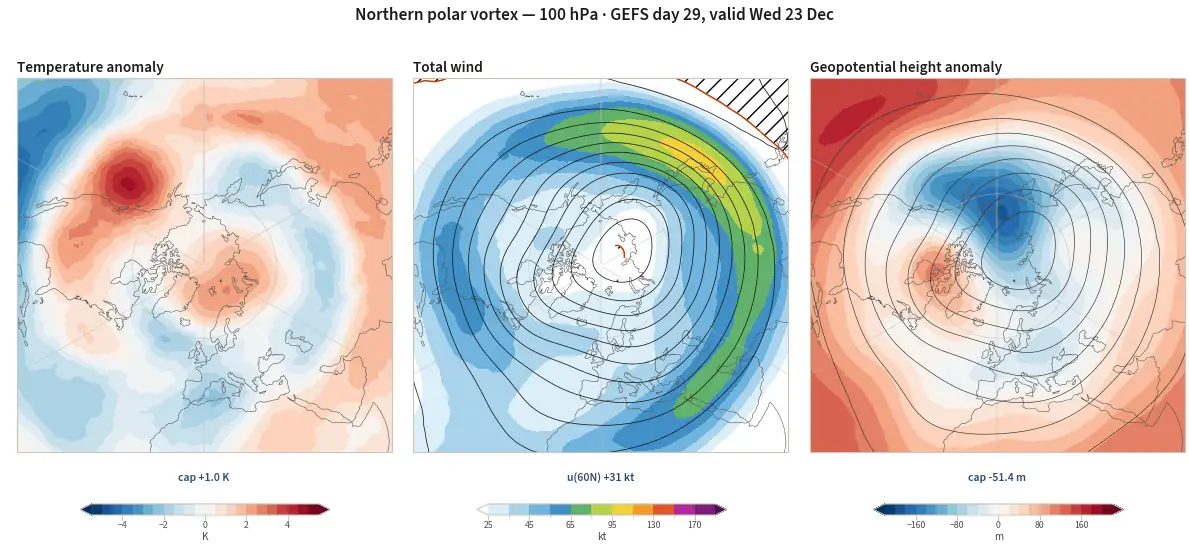 Northern polar vortex — 100 hPa · GEFS day 29, valid Wed 23 Dec
Temperature anomaly
Total wind
Geopotential height anomaly
cap +1.0 K
u(60N) +31 kt
cap -51.4 m
−4 −2 0 2 4
K
25 45 65 95 130 170
kt
−160 −80 0 80 160
m